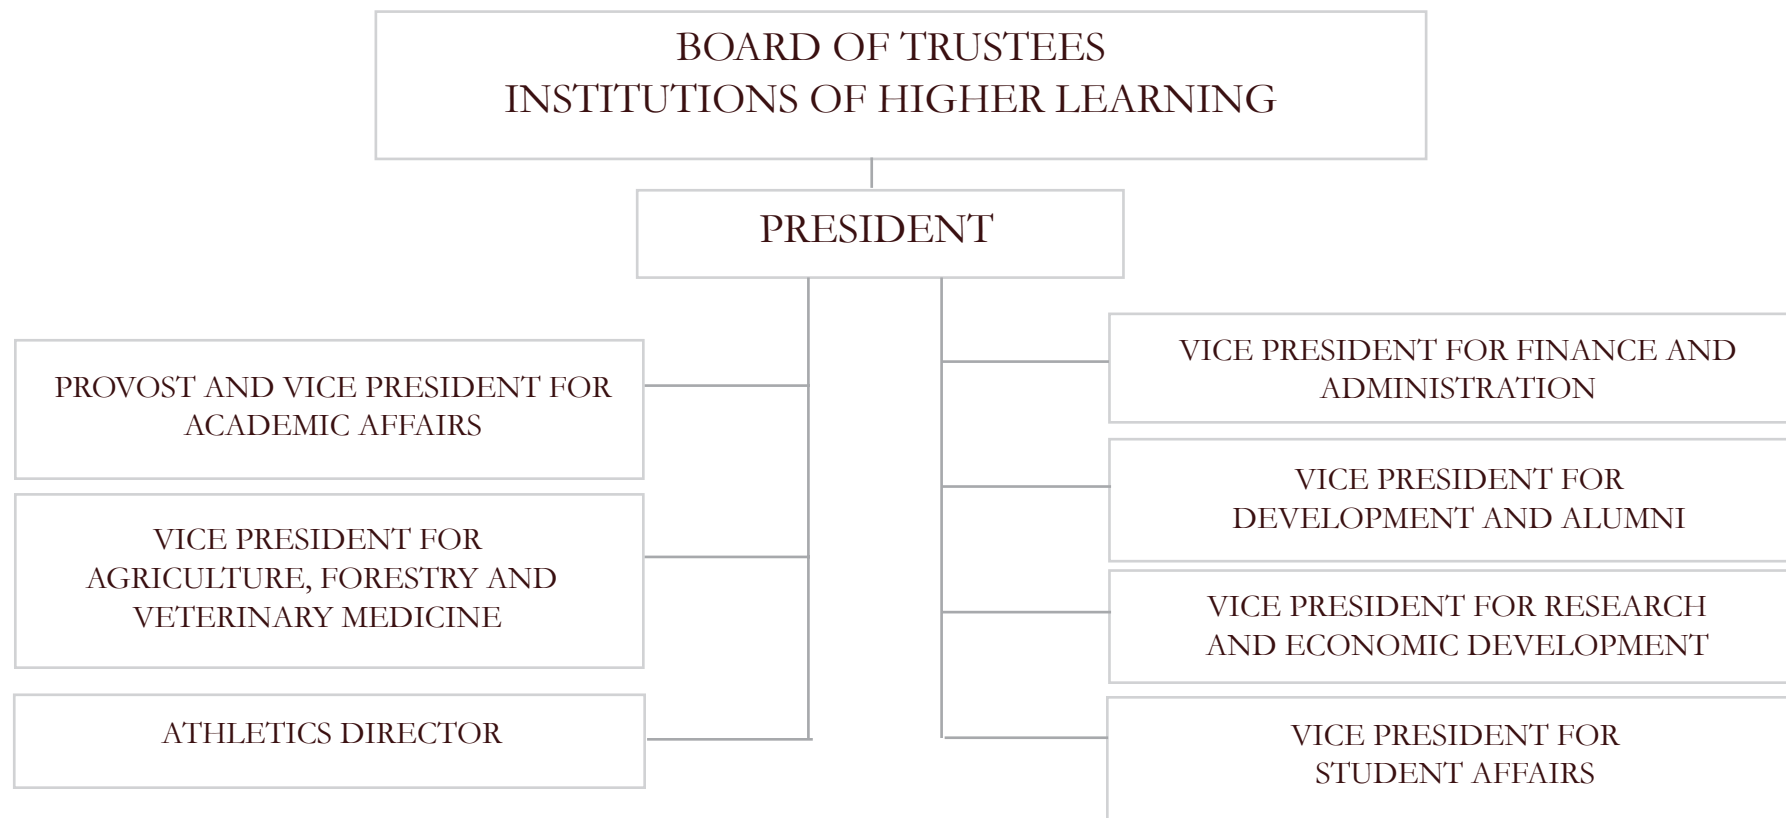 BOARD OF TRUSTEES
INSTITUTIONS OF HIGHER LEARNING
PRESIDENT
PROVOST AND VICE PRESIDENT FOR
ACADEMIC AFFAIRS
VICE PRESIDENT FOR
AGRICULTURE, FORESTRY AND
VETERINARY MEDICINE
ATHLETICS DIRECTOR
VICE PRESIDENT FOR FINANCE AND
ADMINISTRATION
VICE PRESIDENT FOR
DEVELOPMENT AND ALUMNI
VICE PRESIDENT FOR RESEARCH
AND ECONOMIC DEVELOPMENT
VICE PRESIDENT FOR
STUDENT AFFAIRS